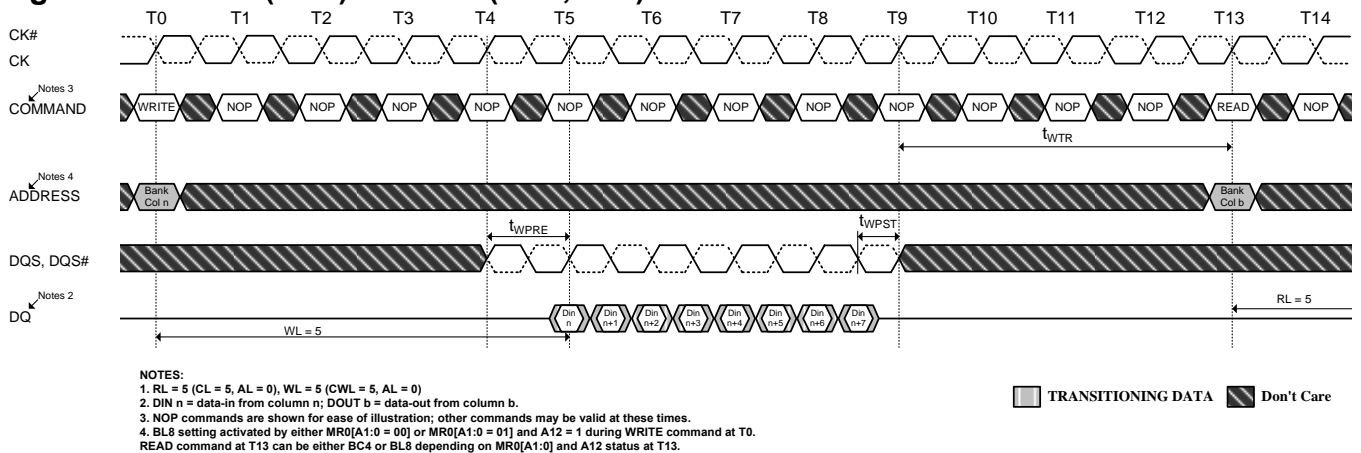 T0 T1 T2 T3 T4 T5 T6 T7 T8 T9 T10 T11 T12 T13 T14
CK#
CK
Notes 3
COMMAND
WRITE NOP NOP NOP NOP NOP NOP NOP NOP NOP NOP NOP NOP READ NOP
tWTR
Notes 4
ADDRESS
Bank
Col n
Bank
Col b
tWPRE
tWPST
DQS, DQS#
Notes 2
DQ
Din
n
Din
n+1
Din
n+2
Din
n+3
Din
n+4
Din
n+5
Din
n+6
Din
n+7
RL = 5
WL = 5
NOTES:
1. RL = 5 (CL = 5, AL = 0), WL = 5 (CWL = 5, AL = 0)
2. DIN n = data-in from column n; DOUT b = data-out from column b.
3. NOP commands are shown for ease of illustration; other commands may be valid at these times.
4. BL8 setting activated by either MR0[A1:0 = 00] or MR0[A1:0 = 01] and A12 = 1 during WRITE command at T0.
READ command at T13 can be either BC4 or BL8 depending on MR0[A1:0] and A12 status at T13.
TRANSITIONING DATA
Don't Care